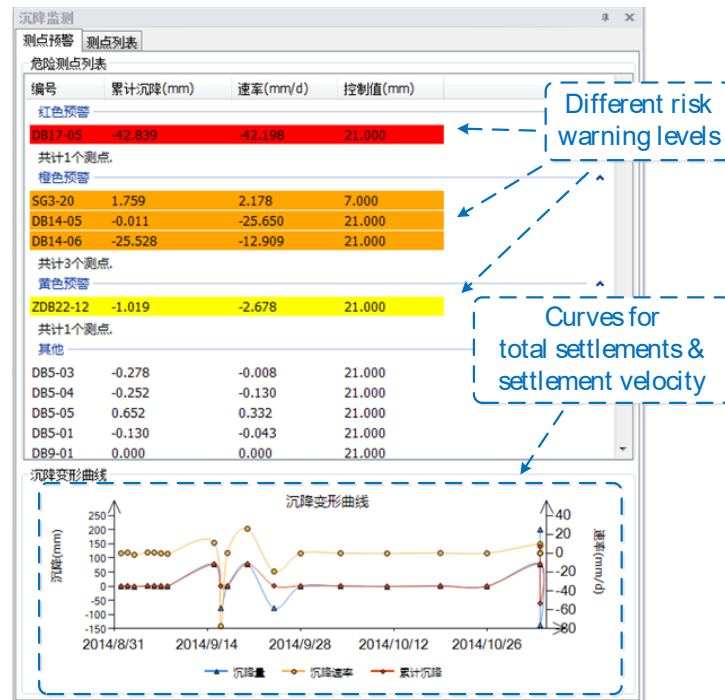 沉降监测
测点预警 测点列表
危险测点列表
编号 累计沉降(mm) 速率(mm/d) 控制值(mm)
红色预警
DB17-05 -42.839 -42.198 21.000
共计1个测点.
橙色预警
SG3-20 1.759 2.178 7.000
DB14-05 -0.011 -25.650 21.000
DB14-06 -25.528 -12.909 21.000
共计3个测点.
黄色预警
ZDB22-12 -1.019 -2.678 21.000
共计1个测点.
其他
DB5-03 -0.278 -0.008 21.000
DB5-04 -0.252 -0.130 21.000
DB5-05 0.652 0.332 21.000
DB5-01 -0.130 -0.043 21.000
DB9-01 0.000 0.000 21.000
Different risk
warning levels
Curves for
total settlements &
settlement velocity
沉降变形曲线
沉降变形曲线
沉降(mm)
250
200
150
100
50
0
-50
-100
-150
40
20
0
-20
-40
-60
-80
速率(mm/d)
2014/8/31 2014/9/14 2014/9/28 2014/10/12 2014/10/26
沉降量 沉降速率 累计沉降